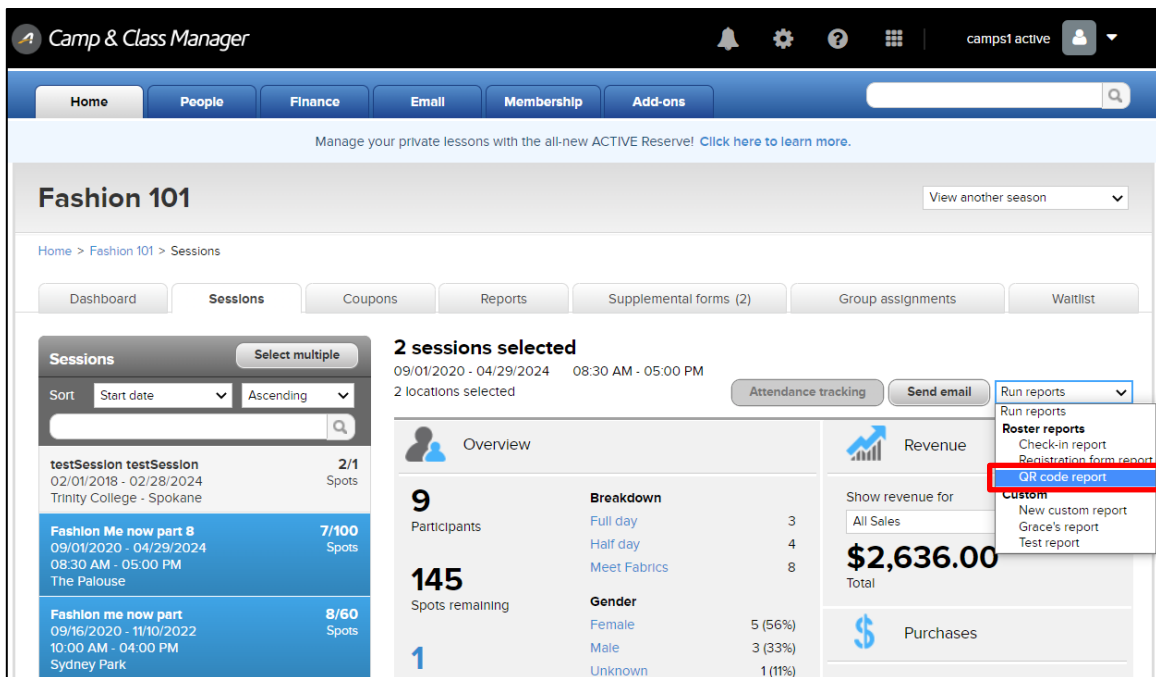 Camp & Class Manager
camps1 active
Home People Finance Email Membership Add-ons
Manage your private lessons with the all-new ACTIVE Reserve! Click here to learn more.
Fashion 101
View another season
Home > Fashion 101 > Sessions
Dashboard Sessions Coupons Reports Supplemental forms (2) Group assignments Waitlist
Sessions
Select multiple
Sort Start date Ascending
testSession testSession 2/1
02/01/2018 - 02/28/2024 Spots
Trinity College - Spokane
Fashion Me now part 8 7/100
09/01/2020 - 04/29/2024 Spots
08:30 AM - 05:00 PM
The Palouse
Fashion me now part 8/60
09/16/2020 - 11/10/2022 Spots
10:00 AM - 04:00 PM
Sydney Park
2 sessions selected
09/01/2020 - 04/29/2024 08:30 AM - 05:00 PM
2 locations selected
Attendance tracking
Send email
Run reports
Run reports
Roster reports
Check-in report
Registration form report
QR code report
Custom
New custom report
Grace's report
Test report
Overview
9
Participants
145
Spots remaining
1
Breakdown
Full day 3
Half day 4
Meet Fabrics 8
Gender
Female 5 (56%)
Male 3 (33%)
Unknown 1 (11%)
Revenue
Show revenue for
All Sales
$2,636.00
Total
Purchases